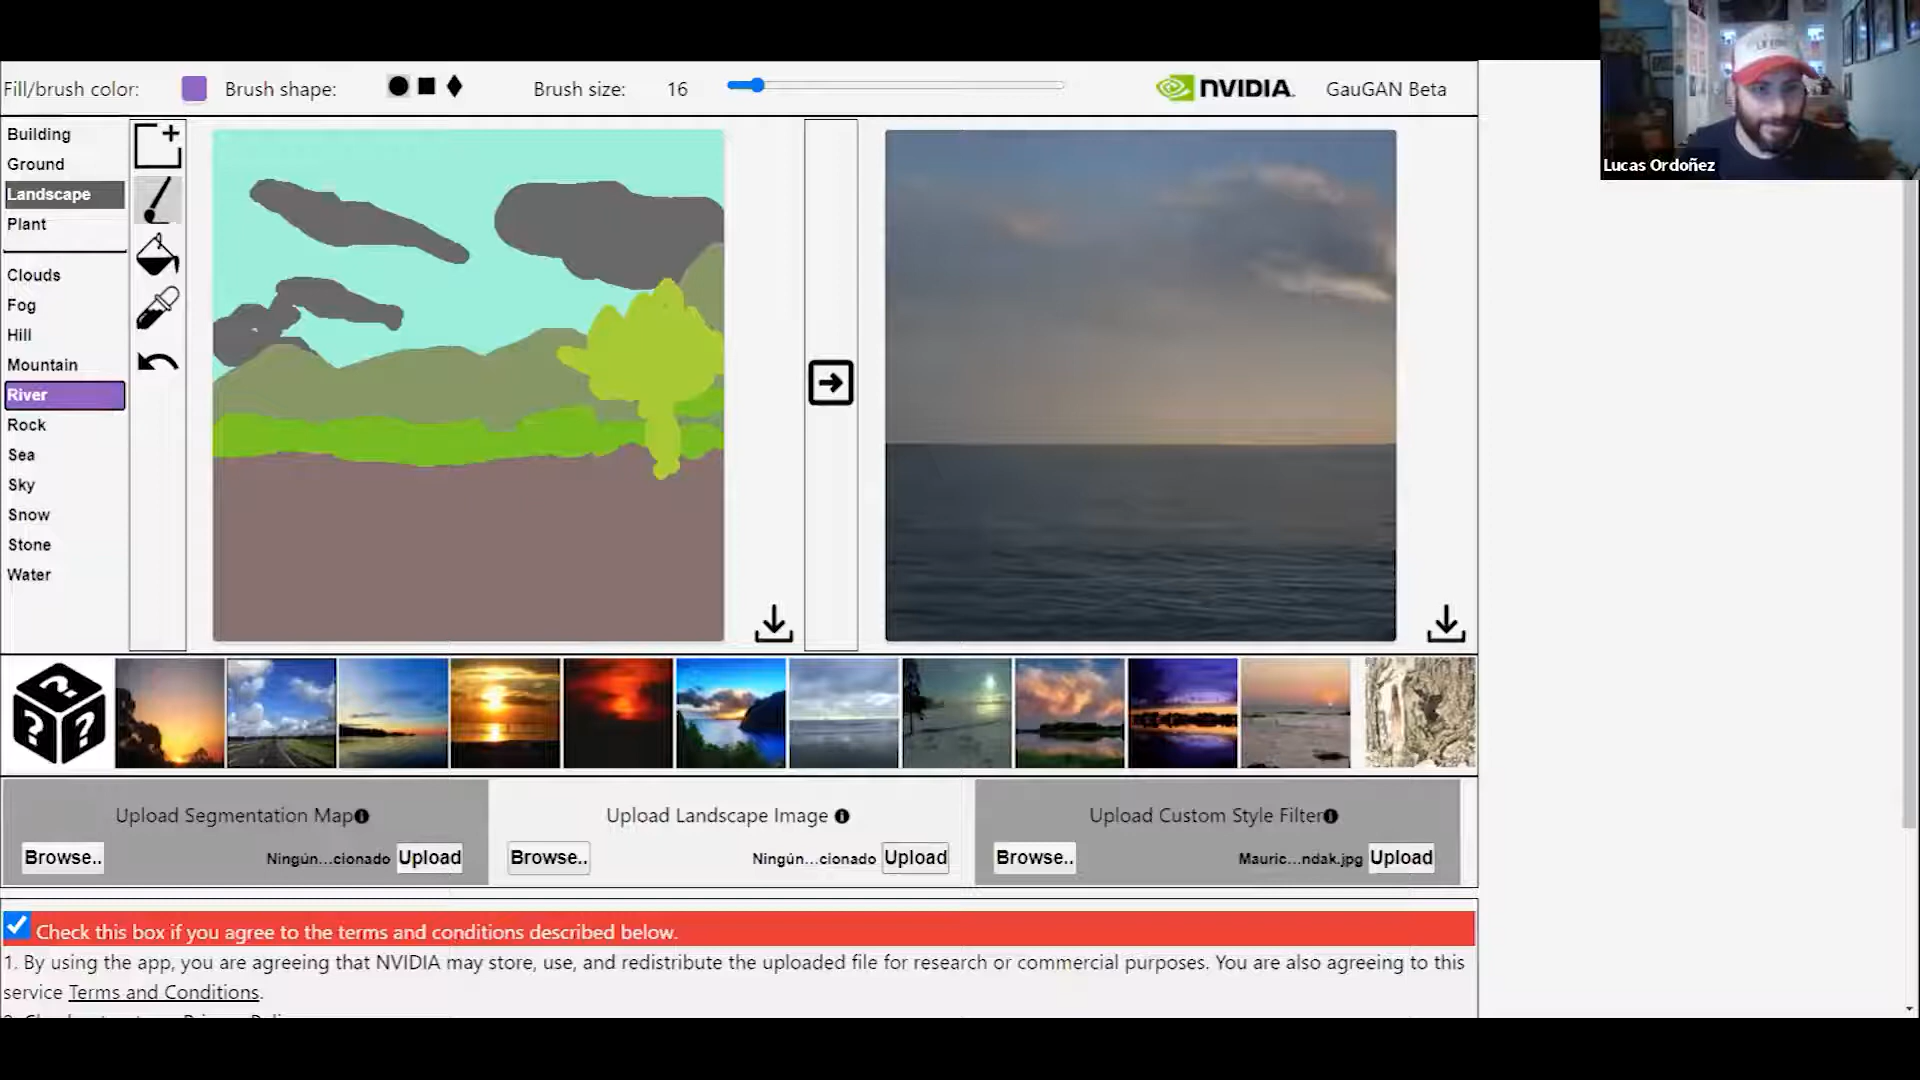 Fill/brush color: Brush shape: Brush size: 16 NVIDIA. GauGAN Beta
Lucas Ordoñez
Building
Ground
Landscape
Plant
Clouds
Fog
Hill
Mountain
River
Rock
Sea
Sky
Snow
Stone
Water
Upload Segmentation Map
Browse.. Ningún...cionado Upload
Upload Landscape Image
Browse.. Ningún...cionado Upload
Upload Custom Style Filter
Browse.. Mauric...ndak.jpg Upload
Check this box if you agree to the terms and conditions described below.
1. By using the app, you are agreeing that NVIDIA may store, use, and redistribute the uploaded file for research or commercial purposes. You are also agreeing to this
service Terms and Conditions.